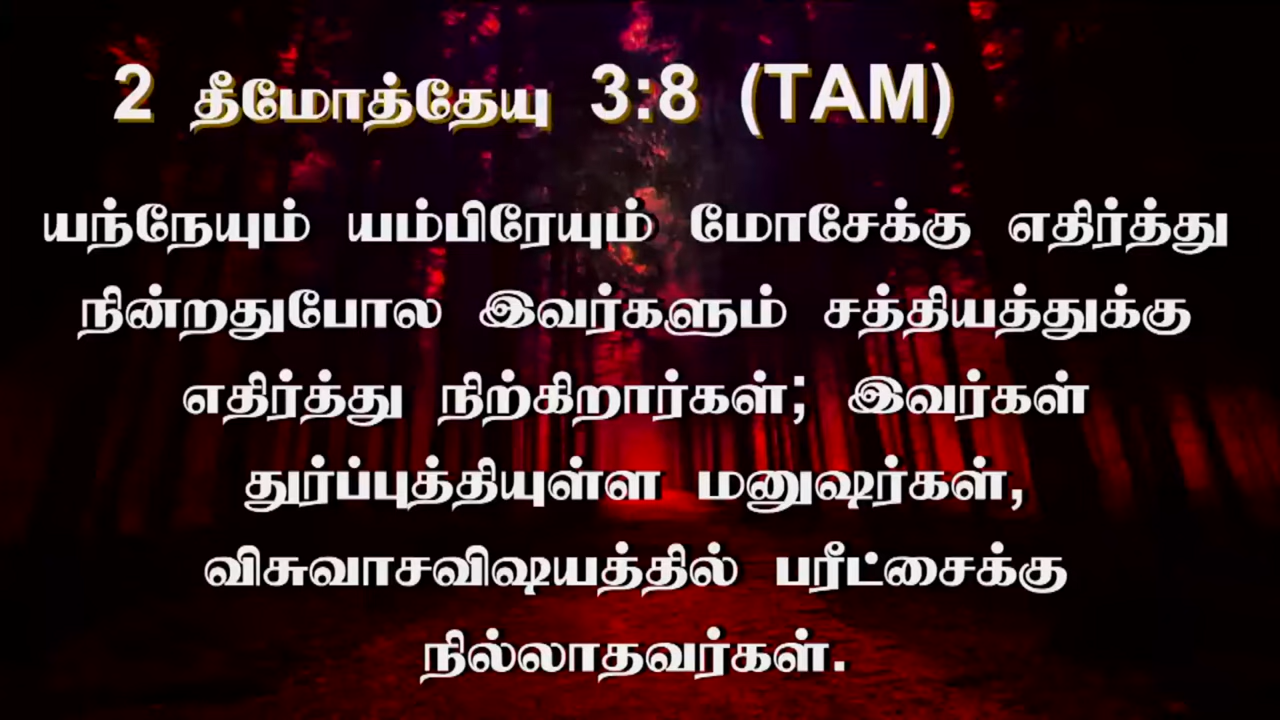 2 தீமோத்தேயு 3:8 (TAM)
யந்நேயும் யம்பிரேயும் மோசேக்கு எதிர்த்து
நின்றதுபோல இவர்களும் சத்தியத்துக்கு
எதிர்த்து நிற்கிறார்கள்; இவர்கள்
துர்ப்புத்தியுள்ள மனுஷர்கள்,
விசுவாசவிஷயத்தில் பரீட்சைக்கு
நில்லாதவர்கள்.